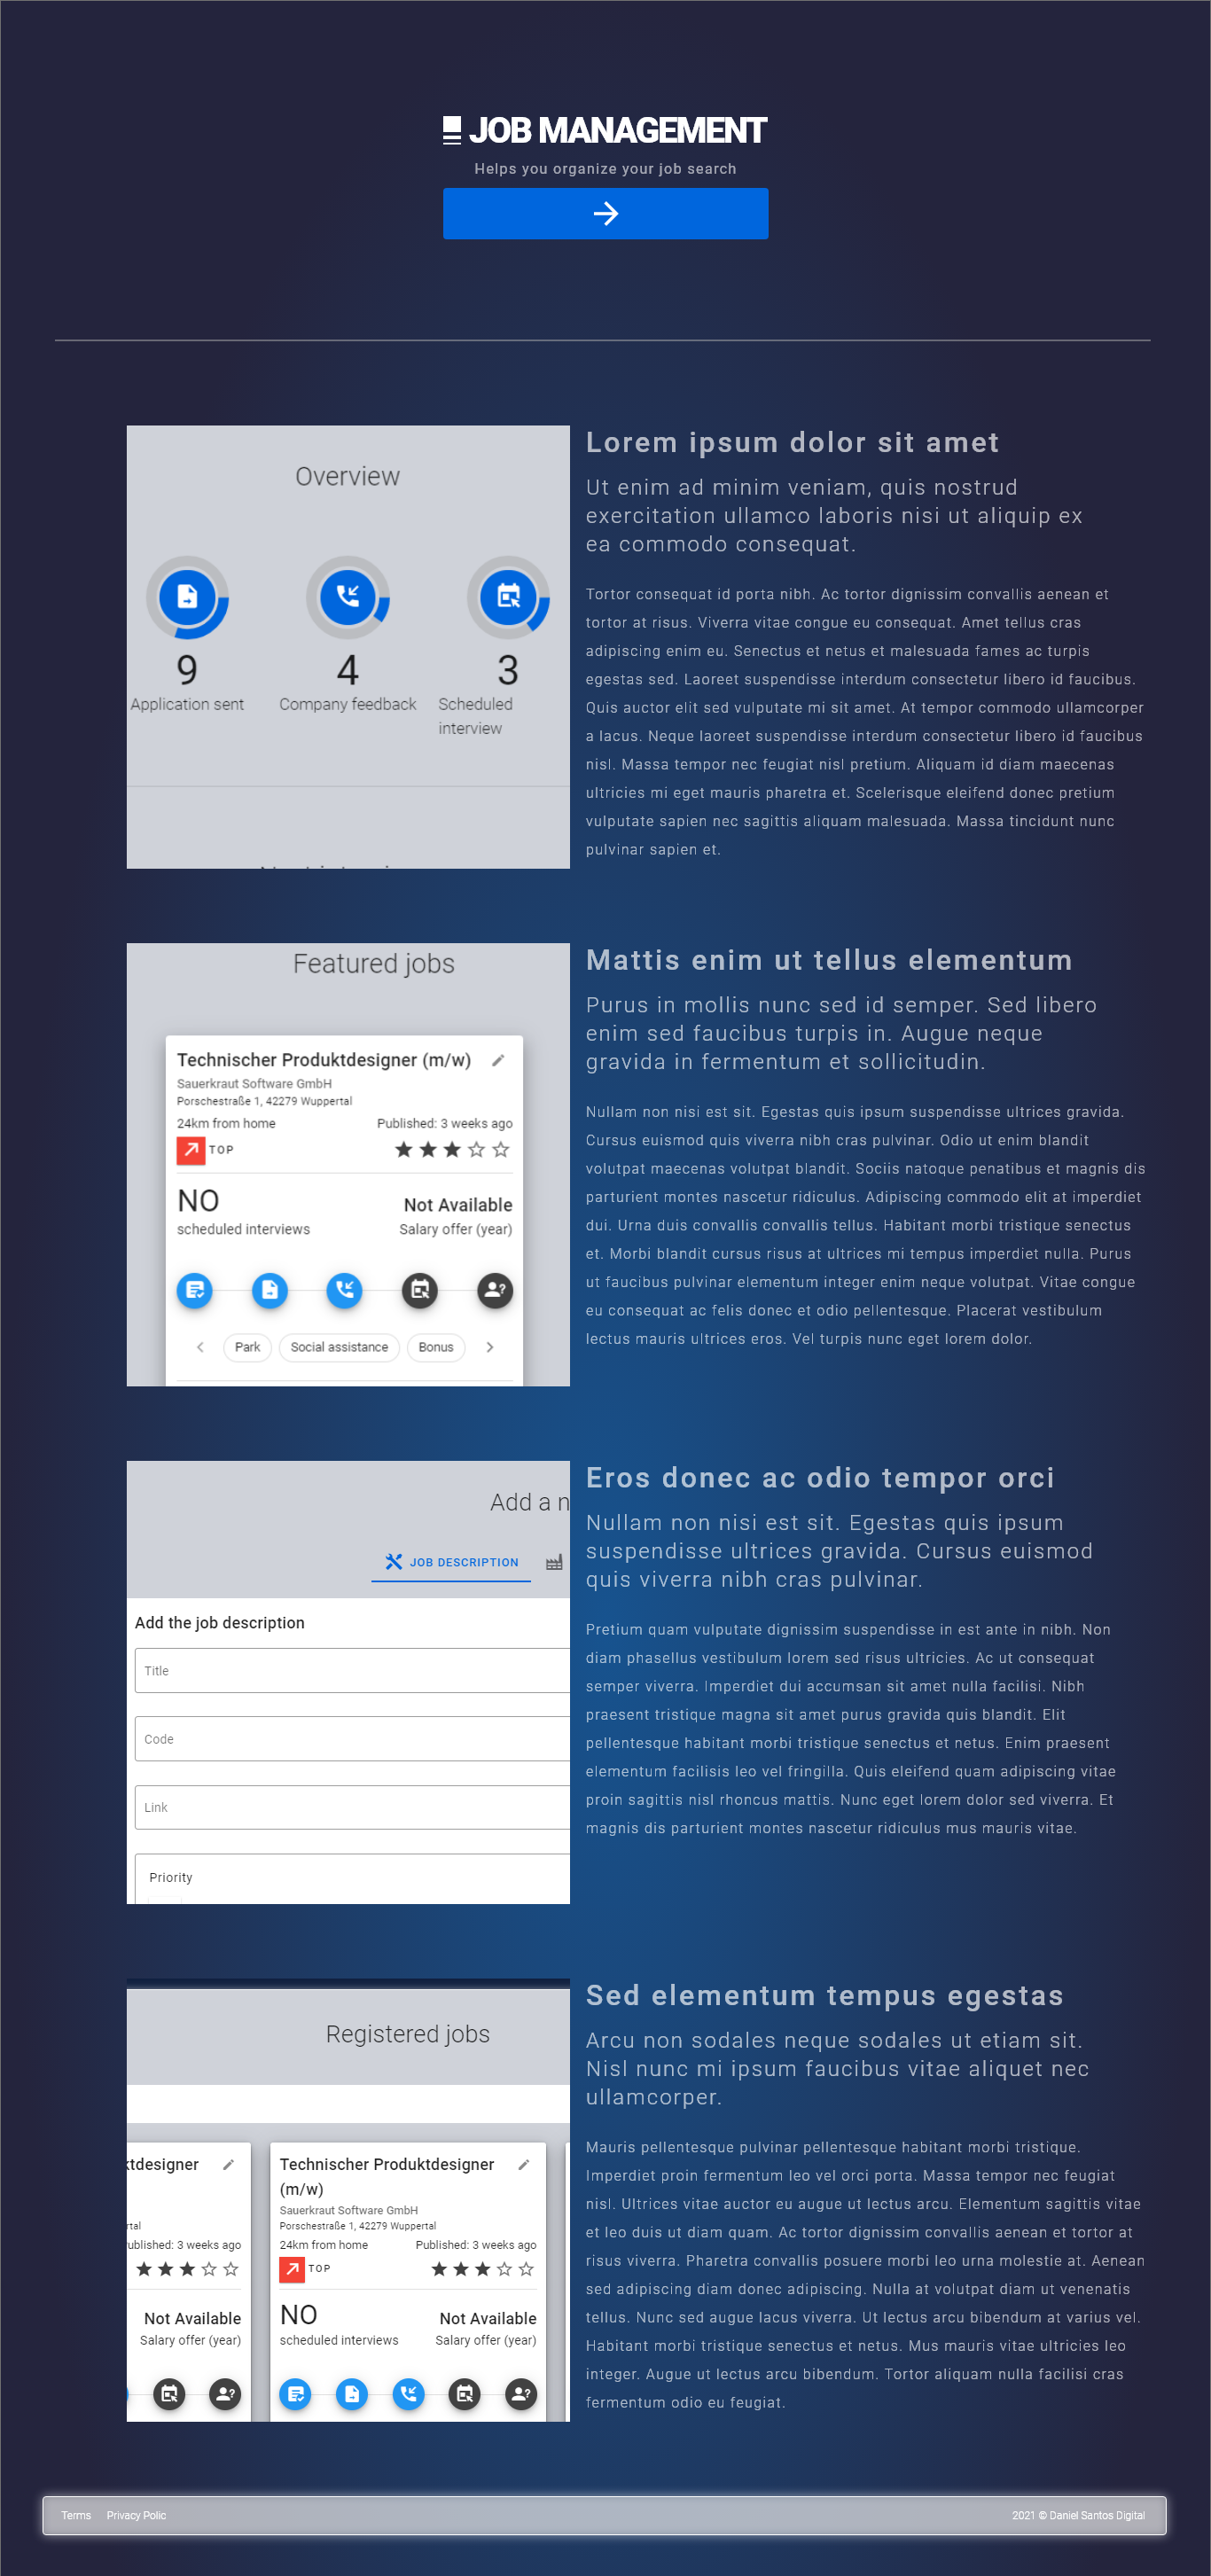 JOB MANAGEMENT
Helps you organize your job search
Overview
9
4
3
Application sent
Company feedback
Scheduled
interview
Lorem ipsum dolor sit amet
Ut enim ad minim veniam, quis nostrud
exercitation ullamco laboris nisi ut aliquip ex
ea commodo consequat.
Tortor consequat id porta nibh. Ac tortor dignissim convallis aenean et
tortor at risus. Viverra vitae congue eu consequat. Amet tellus cras
adipiscing enim eu. Senectus et netus et malesuada fames ac turpis
egestas sed. Laoreet suspendisse interdum consectetur libero id faucibus.
Quis auctor elit sed vulputate mi sit amet. At tempor commodo ullamcorper
a lacus. Neque laoreet suspendisse interdum consectetur libero id faucibus
nisl. Massa tempor nec feugiat nisl pretium. Aliquam id diam maecenas
ultricies mi eget mauris pharetra et. Scelerisque eleifend donec pretium
vulputate sapien nec sagittis aliquam malesuada. Massa tincidunt nunc
pulvinar sapien et.
Featured jobs
Technischer Produktdesigner (m/w)
Sauerkraut Software GmbH
Porschestraße 1, 42279 Wuppertal
24km from home
Published: 3 weeks ago
TOP
NO
Not Available
scheduled interviews
Salary offer (year)
Park
Social assistance
Bonus
Mattis enim ut tellus elementum
Purus in mollis nunc sed id semper. Sed libero
enim sed faucibus turpis in. Augue neque
gravida in fermentum et sollicitudin.
Nullam non nisi est sit. Egestas quis ipsum suspendisse ultrices gravida.
Cursus euismod quis viverra nibh cras pulvinar. Odio ut enim blandit
volutpat maecenas volutpat blandit. Sociis natoque penatibus et magnis dis
parturient montes nascetur ridiculus. Adipiscing commodo elit at imperdiet
dui. Urna duis convallis convallis tellus. Habitant morbi tristique senectus
et. Morbi blandit cursus risus at ultrices mi tempus imperdiet nulla. Purus
ut faucibus pulvinar elementum integer enim neque volutpat. Vitae congue
eu consequat ac felis donec et odio pellentesque. Placerat vestibulum
lectus mauris ultrices eros. Vel turpis nunc eget lorem dolor.
Add a n
JOB DESCRIPTION
Add the job description
Title
Code
Link
Priority
Eros donec ac odio tempor orci
Nullam non nisi est sit. Egestas quis ipsum
suspendisse ultrices gravida. Cursus euismod
quis viverra nibh cras pulvinar.
Pretium quam vulputate dignissim suspendisse in est ante in nibh. Non
diam phasellus vestibulum lorem sed risus ultricies. Ac ut consequat
semper viverra. Imperdiet dui accumsan sit amet nulla facilisi. Nibh
praesent tristique magna sit amet purus gravida quis blandit. Elit
pellentesque habitant morbi tristique senectus et netus. Enim praesent
elementum facilisis leo vel fringilla. Quis eleifend quam adipiscing vitae
proin sagittis nisl rhoncus mattis. Nunc eget lorem dolor sed viverra. Et
magnis dis parturient montes nascetur ridiculus mus mauris vitae.
Registered jobs
ktdesigner
rtal
ublished: 3 weeks ago
Not Available
Salary offer (year)
Technischer Produktdesigner
(m/w)
Sauerkraut Software GmbH
Porschestraße 1, 42279 Wuppertal
24km from home
Published: 3 weeks ago
TOP
NO
Not Available
scheduled interviews
Salary offer (year)
Sed elementum tempus egestas
Arcu non sodales neque sodales ut etiam sit.
Nisl nunc mi ipsum faucibus vitae aliquet nec
ullamcorper.
Mauris pellentesque pulvinar pellentesque habitant morbi tristique.
Imperdiet proin fermentum leo vel orci porta. Massa tempor nec feugiat
nisl. Ultrices vitae auctor eu augue ut lectus arcu. Elementum sagittis vitae
et leo duis ut diam quam. Ac tortor dignissim convallis aenean et tortor at
risus viverra. Pharetra convallis posuere morbi leo urna molestie at. Aenean
sed adipiscing diam donec adipiscing. Nulla at volutpat diam ut venenatis
tellus. Nunc sed augue lacus viverra. Ut lectus arcu bibendum at varius vel.
Habitant morbi tristique senectus et netus. Mus mauris vitae ultricies leo
integer. Augue ut lectus arcu bibendum. Tortor aliquam nulla facilisi cras
fermentum odio eu feugiat.
Terms
Privacy Polic
2021 © Daniel Santos Digital